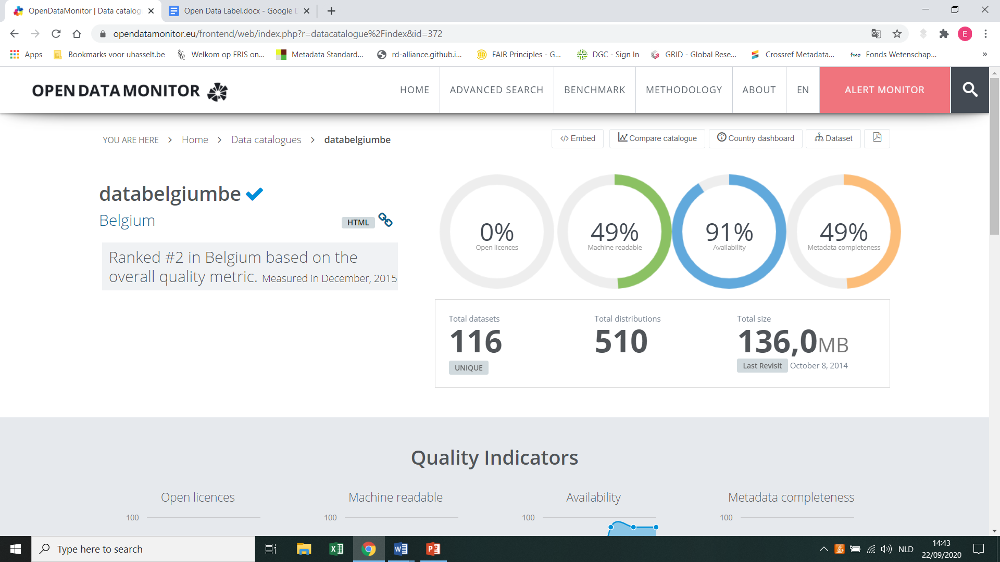 OpenDataMonitor | Data catalog
Open Data Label.docx - Google D
opendatamonitor.eu/frontend/web/index.php?r=datacatalogue%2Findex&id=372
E
Apps
Bookmarks voor uhasselt.be
Welkom op FRIS on...
Metadata Standard...
rd-alliance.github.i...
FAIR Principles - G...
DGC - Sign In
GRID - Global Rese...
Crossref Metadata...
fwo
Fonds Wetenschap...
»
OPEN DATA MONITOR
HOME
ADVANCED SEARCH
BENCHMARK
METHODOLOGY
ABOUT
EN
ALERT MONITOR
YOU ARE HERE > Home > Data catalogues > databelgiumbe
</> Embed
Compare catalogue
Country dashboard
Dataset
databelgiumbe
Belgium
HTML
Ranked #2 in Belgium based on the
overall quality metric. Measured in December, 2015
0%
Open licences
49%
Machine readable
91%
Availability
49%
Metadata completeness
Total datasets
116
UNIQUE
Total distributions
510
Total size
136,0MB
Last Revisit October 8, 2014
Quality Indicators
Open licences
100
Machine readable
100
Availability
100
Metadata completeness
100
Type here to search
NLD
14:43
22/09/2020